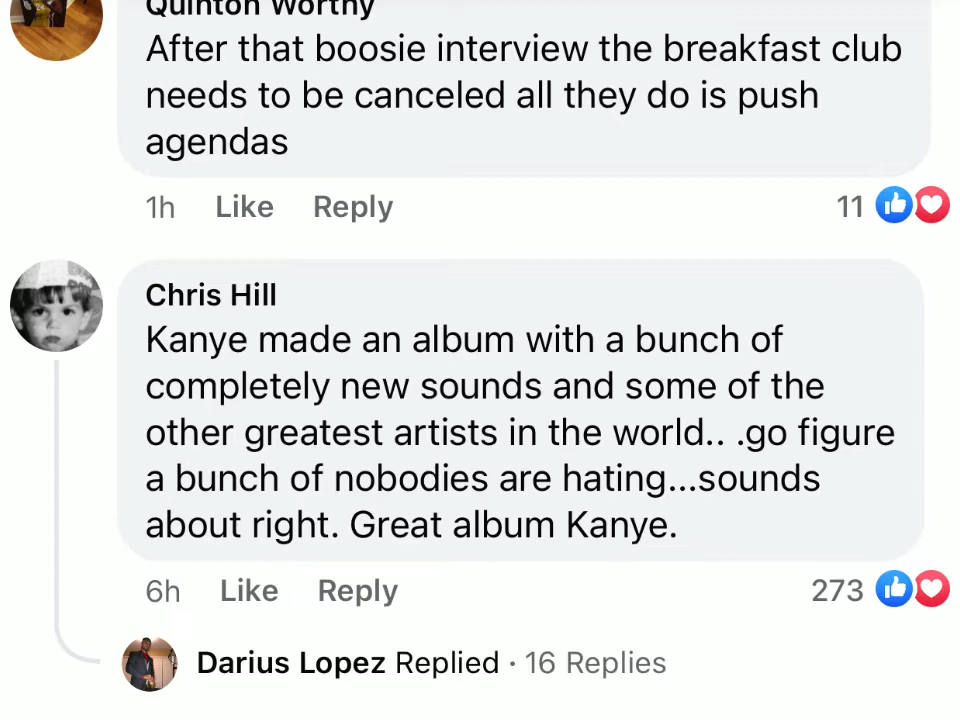 Quinton Worthy
After that boosie interview the breakfast club
needs to be canceled all they do is push
agendas
1h Like Reply 11
Chris Hill
Kanye made an album with a bunch of
completely new sounds and some of the
other greatest artists in the world.. .go figure
a bunch of nobodies are hating...sounds
about right. Great album Kanye.
6h Like Reply 273
Darius Lopez Replied · 16 Replies